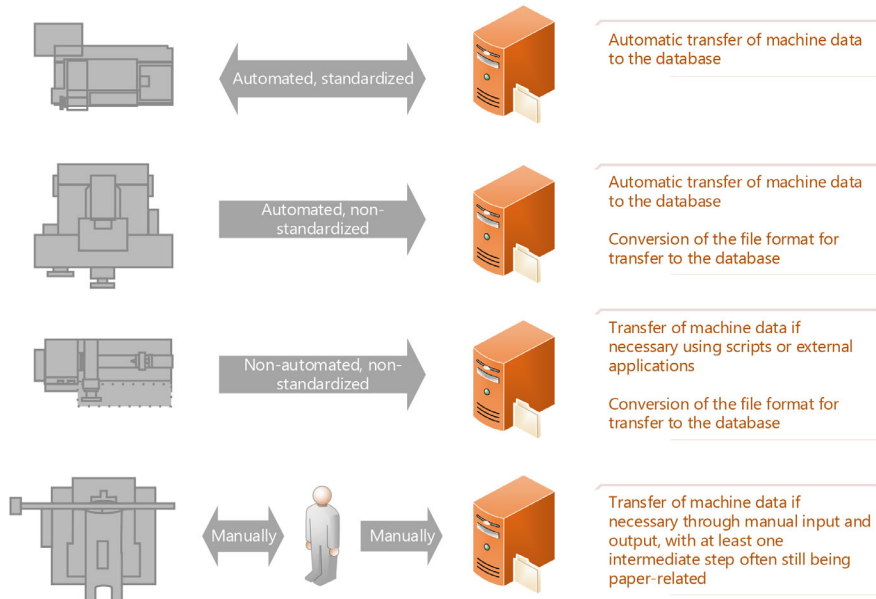 Automated, standardized
Automatic transfer of machine data
to the database
Automated, non-
standardized
Automatic transfer of machine data
to the database
Conversion of the file format for
transfer to the database
Non-automated, non-
standardized
Transfer of machine data if
necessary using scripts or external
applications
Conversion of the file format for
transfer to the database
Manually
Manually
Transfer of machine data if
necessary through manual input and
output, with at least one
intermediate step often still being
paper-related